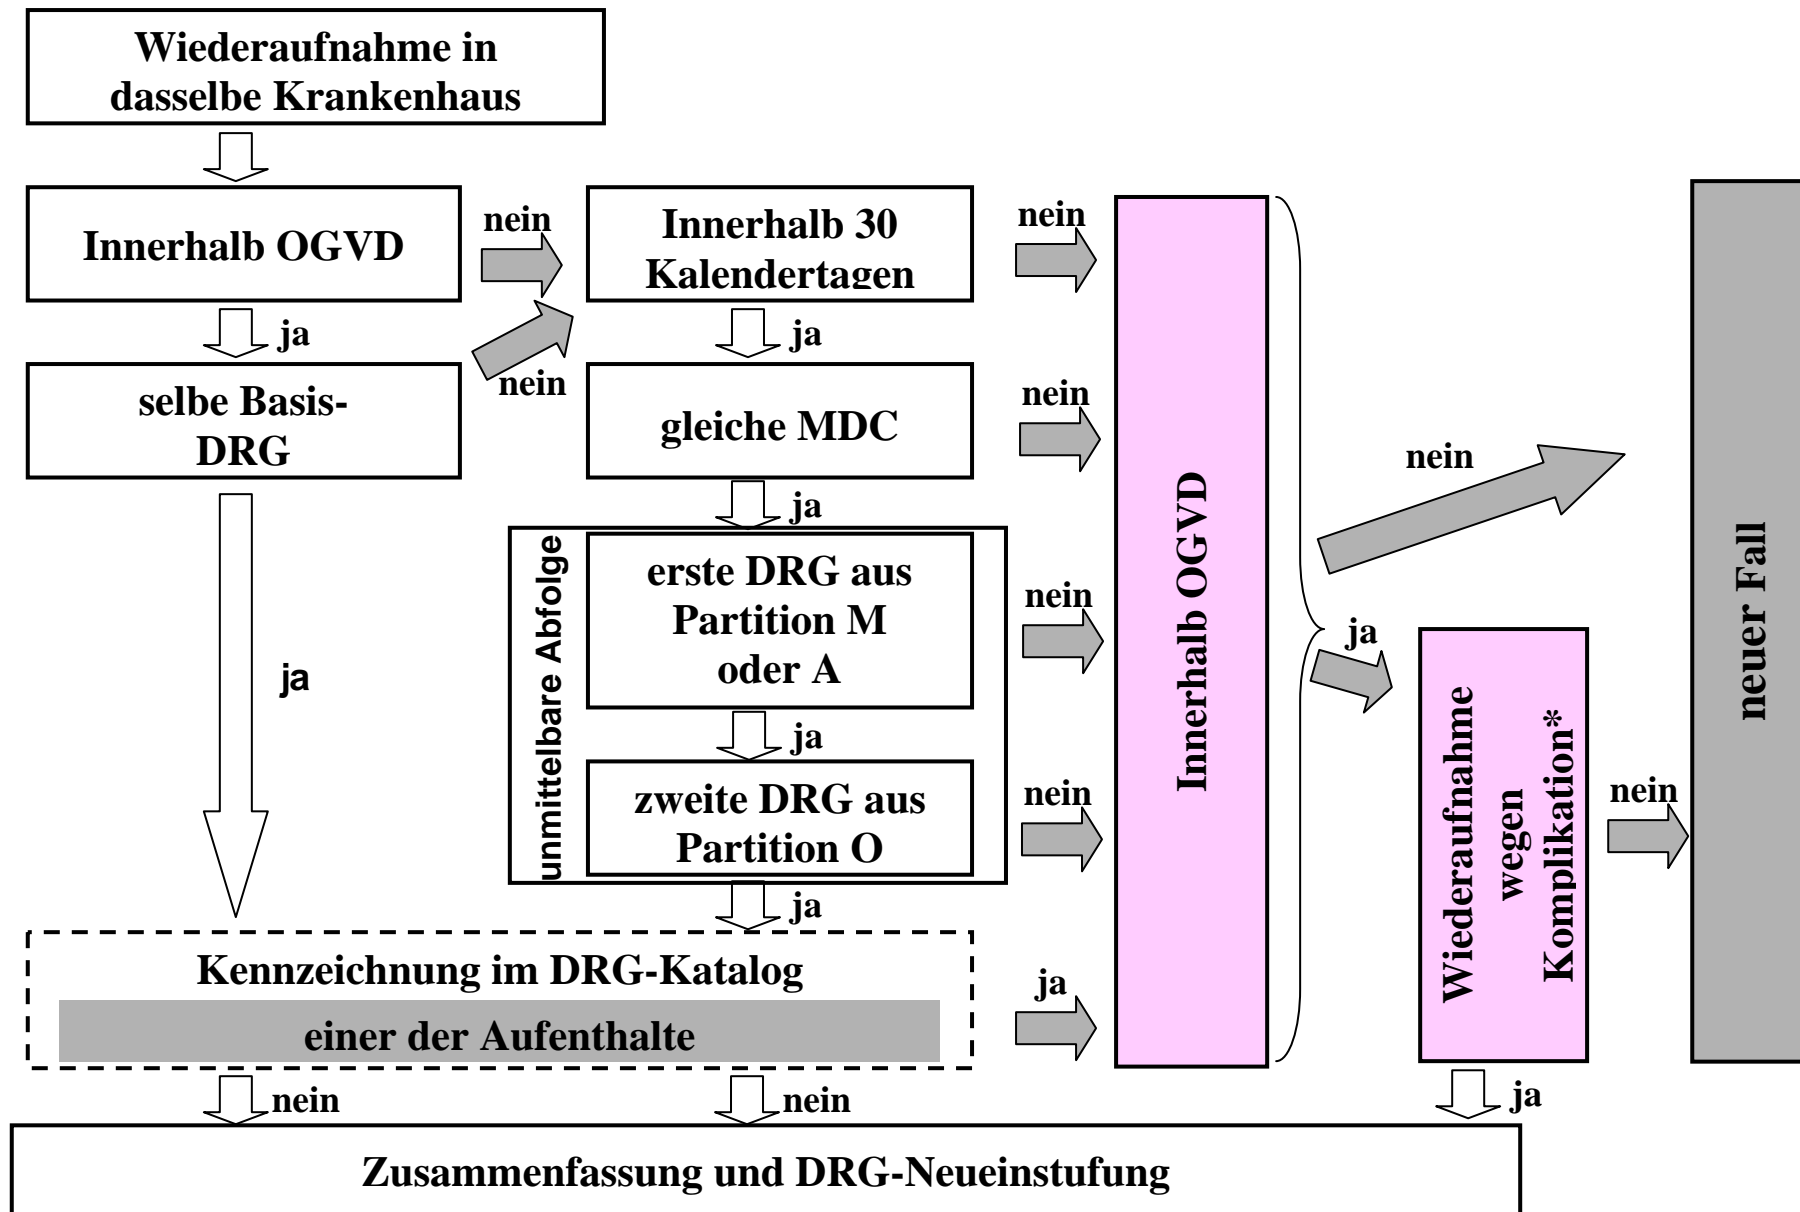 Wiederaufnahme in
dasselbe Krankenhaus
Innerhalb OGVD
nein
Innerhalb 30
Kalendertagen
nein
ja
ja
selbe Basis-
DRG
nein
gleiche MDC
nein
ja
ja
unmittelbare Abfolge
erste DRG aus
Partition M
oder A
nein
ja
zweite DRG aus
Partition O
nein
ja
Kennzeichnung im DRG-Katalog
einer der Aufenthalte
ja
nein
nein
Innerhalb OGVD
nein
ja
Wiederaufnahme
wegen
Komplikation*
nein
ja
neuer Fall
Zusammenfassung und DRG-Neueinstufung